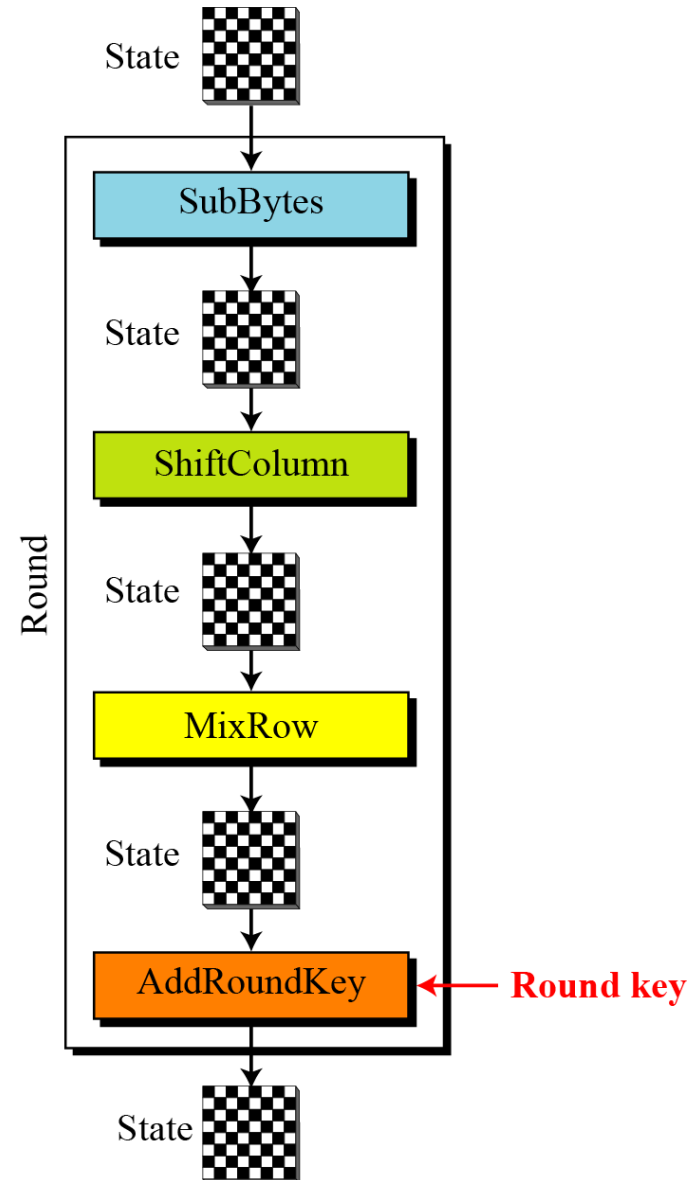 State
SubBytes
State
ShiftColumn
State
Round
MixRow
State
AddRoundKey
Round key
State